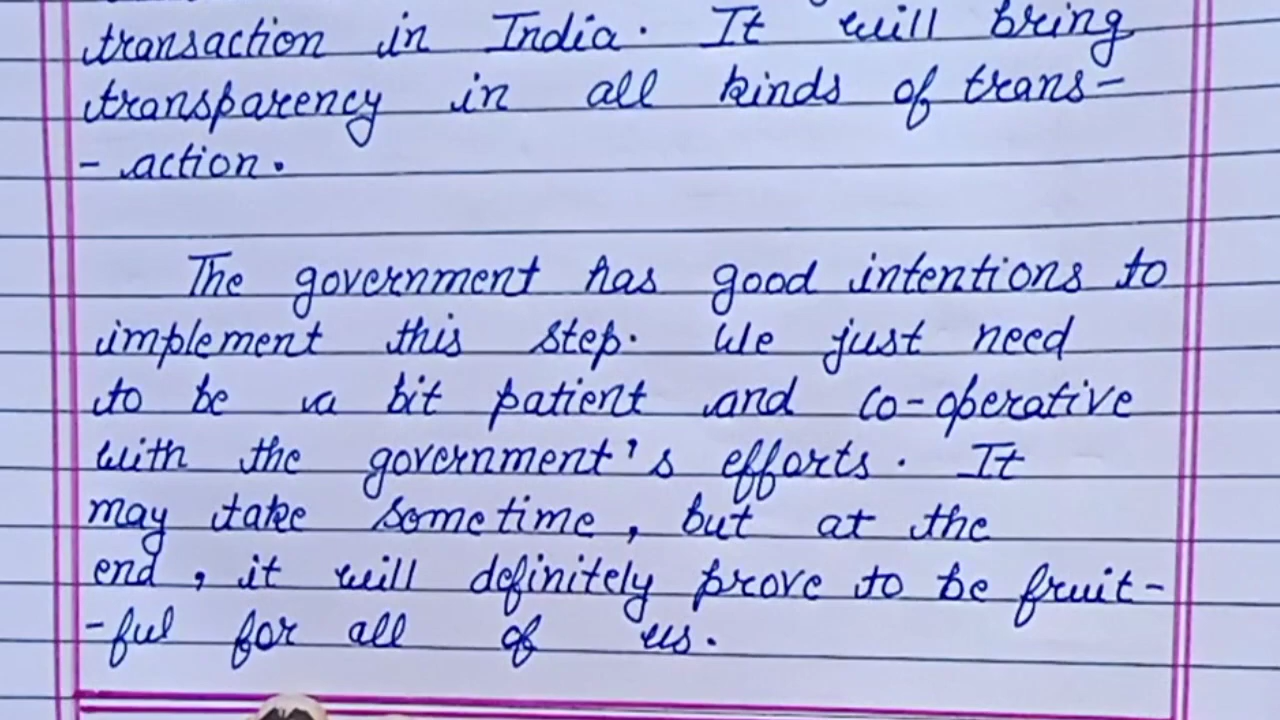 transaction in India. It will bring
transparency in all kinds of trans-
- action.
The government has good intentions to
implement this step. We just need
to be a bit patient and co-operative
with the government's efforts. It
may take sometime, but at the
end, it will definitely prove to be fruit-
-ful for all of us.